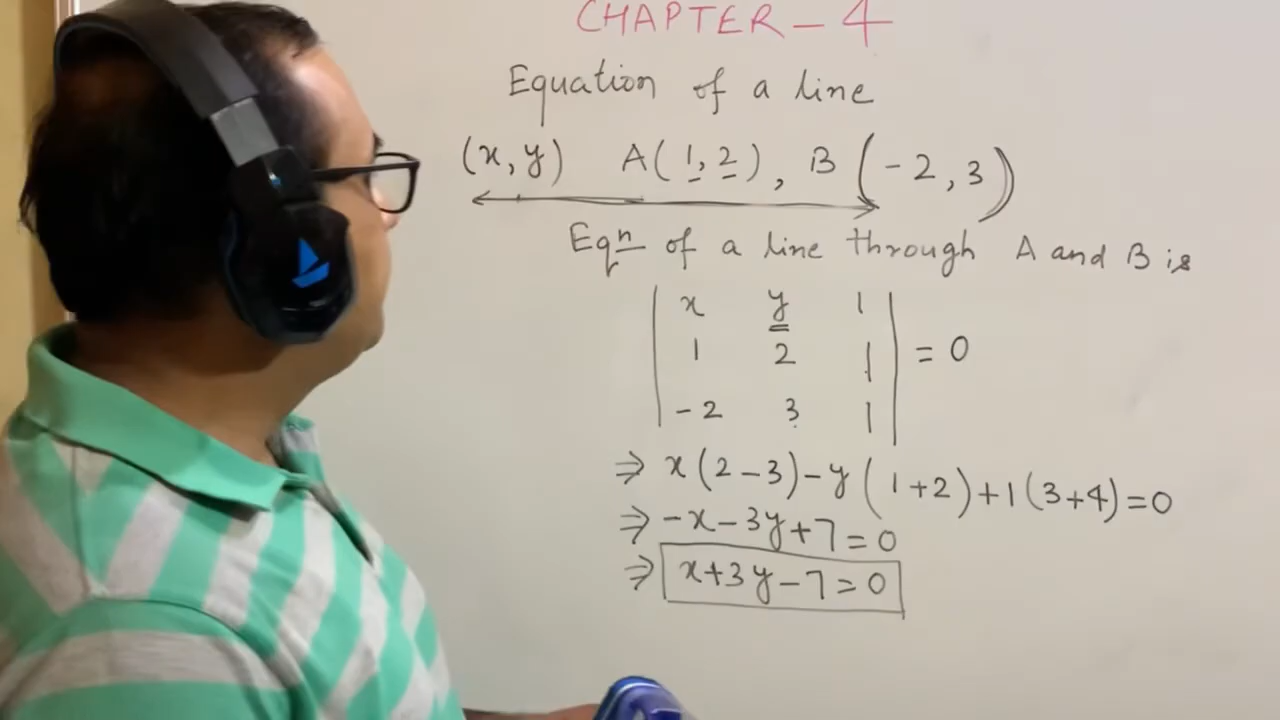 CHAPTER - 4
Equation of a line
(x, y) A(1, 2), B(-2, 3)
Eqn of a line through A and B is
| x y 1 |
| 1 2 1 | = 0
| -2 3 1 |
⇒ x(2-3)-y(1+2)+1(3+4)=0
⇒ -x-3y+7=0
⇒ x+3y-7=0